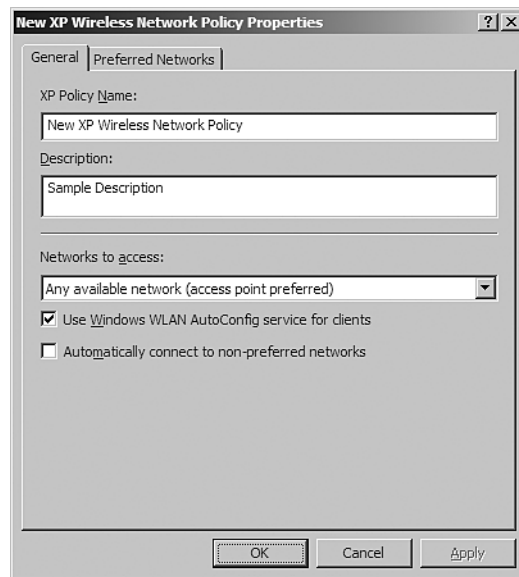 New XP Wireless Network Policy Properties
General
Preferred Networks
XP Policy Name:
New XP Wireless Network Policy
Description:
Sample Description
Networks to access:
Any available network (access point preferred)
Use Windows WLAN AutoConfig service for clients
Automatically connect to non-preferred networks
OK
Cancel
Apply